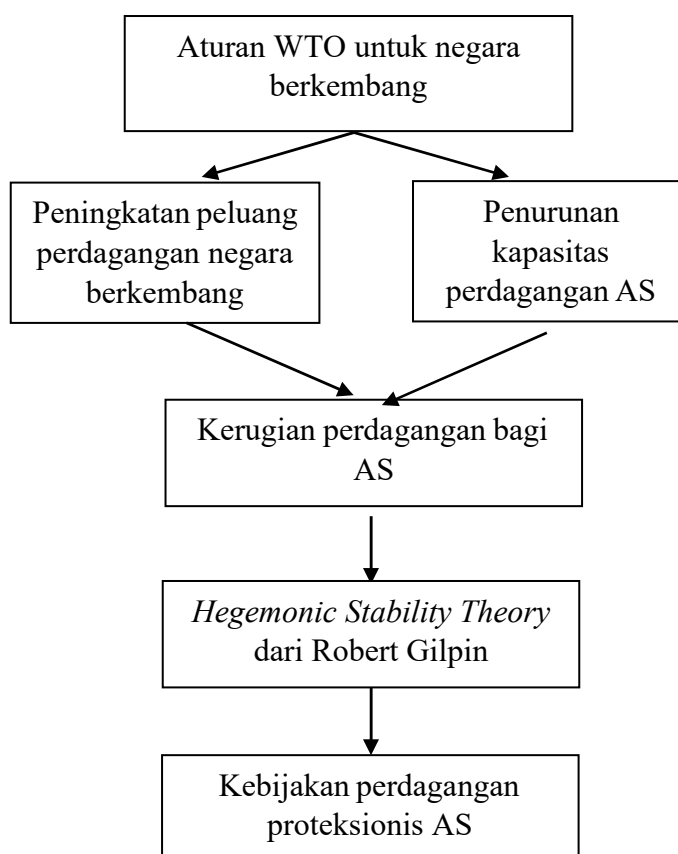 Aturan WTO untuk negara
berkembang
Peningkatan peluang
perdagangan negara
berkembang
Penurunan
kapasitas
perdagangan AS
Kerugian perdagangan bagi
AS
Hegemonic Stability Theory
dari Robert Gilpin
Kebijakan perdagangan
proteksionis AS